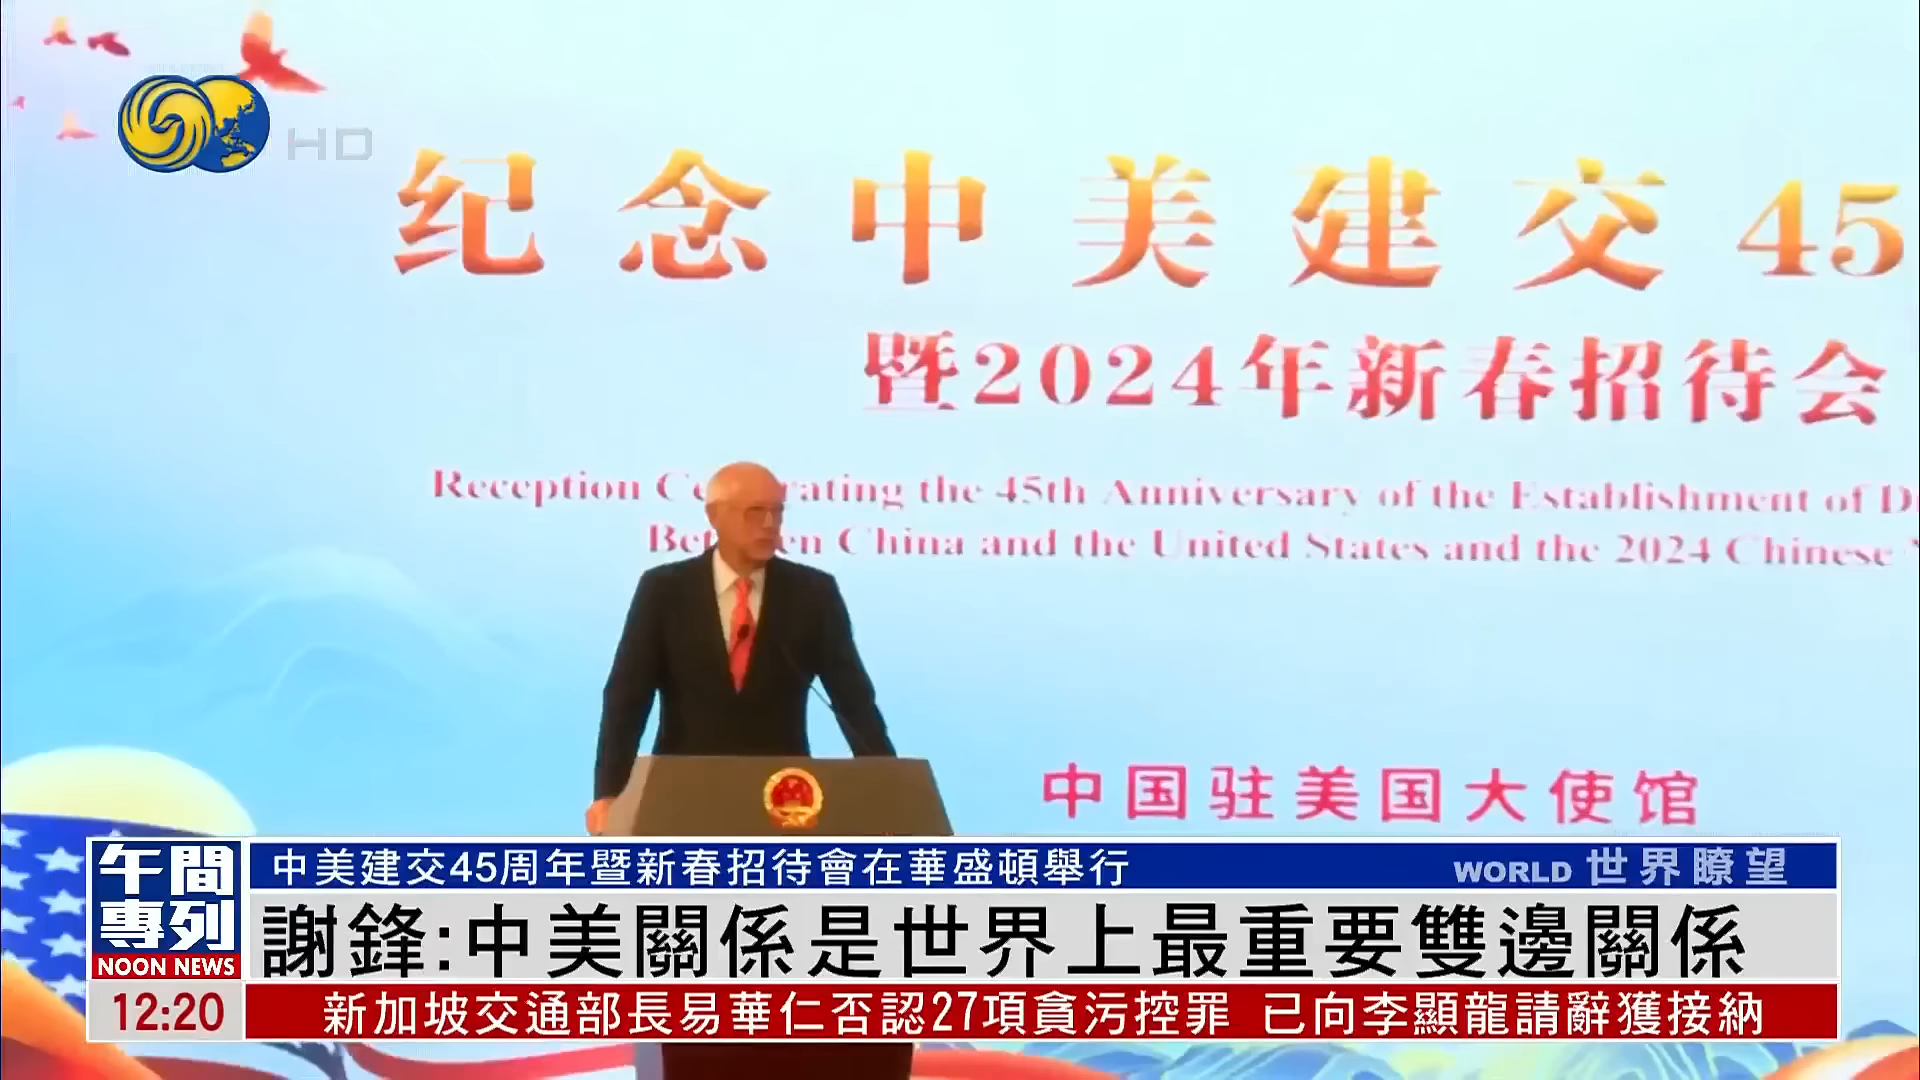 HD
纪念中美建交45
暨2024年新春招待会
Reception Ce rating the 45th Anniversary of the Establishment of D
Between China and the United States and the 2024 Chinese
中国驻美国大使馆
午間專列
NOON NEWS
中美建交45周年暨新春招待會在華盛頓舉行
WORLD 世界瞭望
謝鋒:中美關係是世界上最重要雙邊關係
12:20
新加坡交通部長易華仁否認27項貪污控罪 已向李顯龍請辭獲接納